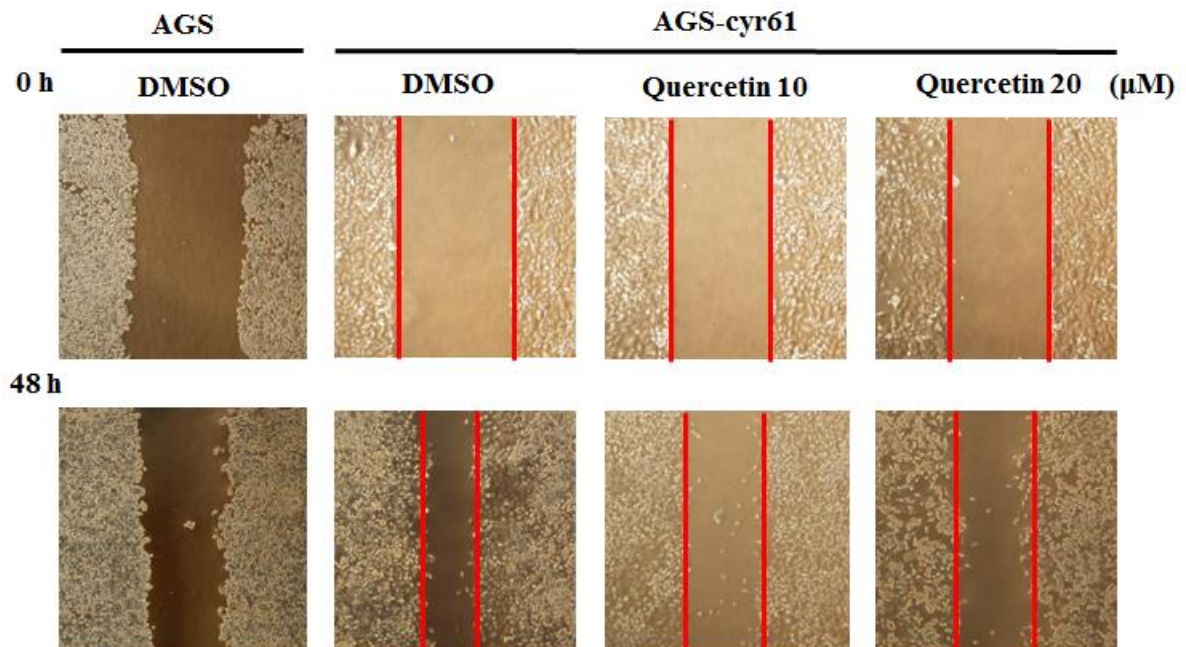 AGS
AGS-cyr61
0 h
DMSO
DMSO
Quercetin 10
Quercetin 20
(μM)
48 h